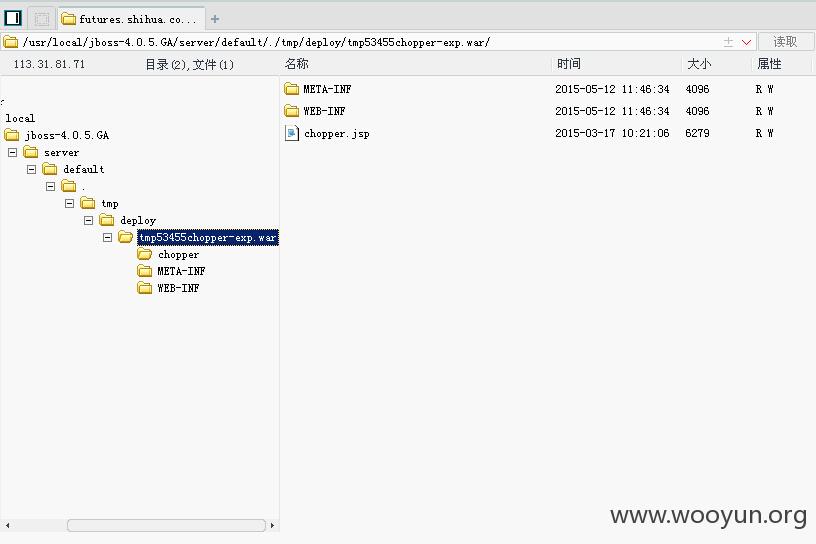 futures.shihua.co...
/usr/local/jboss-4.0.5.GA/server/default/./tmp/deploy/tmp53455chopper-exp.war/ 读取
113.31.81.71 目录(2),文件(1) 名称 时间 大小 属性
META-INF 2015-05-12 11:46:34 4096 R W
WEB-INF 2015-05-12 11:46:34 4096 R W
chopper.jsp 2015-03-17 10:21:06 6279 R W
local
jboss-4.0.5.GA
server
default
.
tmp
deploy
tmp53455chopper-exp.war
chopper
META-INF
WEB-INF
www.wooyun.org